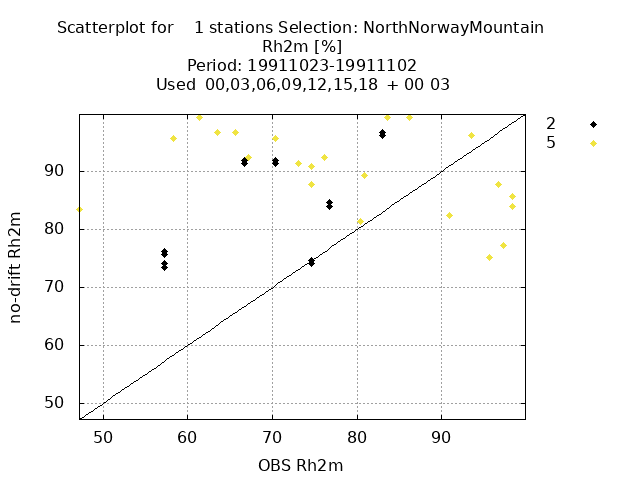 Scatterplot for    1 stations Selection: NorthNorwayMountain
Rh2m [%]
Period: 19911023-19911102
Used  00,03,06,09,12,15,18  + 00 03
2
5
90
80
70
60
50
no-drift Rh2m
50 60 70 80 90
OBS Rh2m